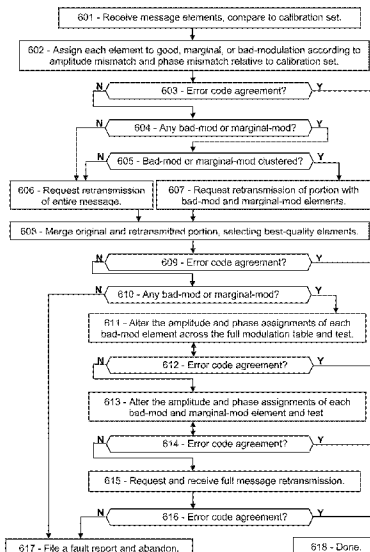 601 - Receive message elements, compare to calibration set.
602 - Assign each element to good, marginal, or bad-modulation according to
amplitude mismatch and phase mismatch relative to calibration set.
N
603 - Error code agreement?
Y
N
604 - Any bad-mod or marginal-mod?
Y
N
605 - Bad-mod or marginal-mod clustered?
Y
606 - Request retransmission
of entire message.
607 - Request retransmission of portion with
bad-mod and marginal-mod elements.
608 - Merge original and retransmitted portion, selecting best-quality elements.
N
609 - Error code agreement?
Y
N
610 - Any bad-mod or marginal-mod?
Y
611 - Alter the amplitude and phase assignments of each
bad-mod element across the full modulation table and test.
N
612 - Error code agreement?
Y
613 - Alter the amplitude and phase assignments of each
bad-mod and marginal-mod element and test
N
614 - Error code agreement?
Y
615 - Request and receive full message retransmission.
N
616 - Error code agreement?
Y
617 - File a fault report and abandon.
618 - Done.